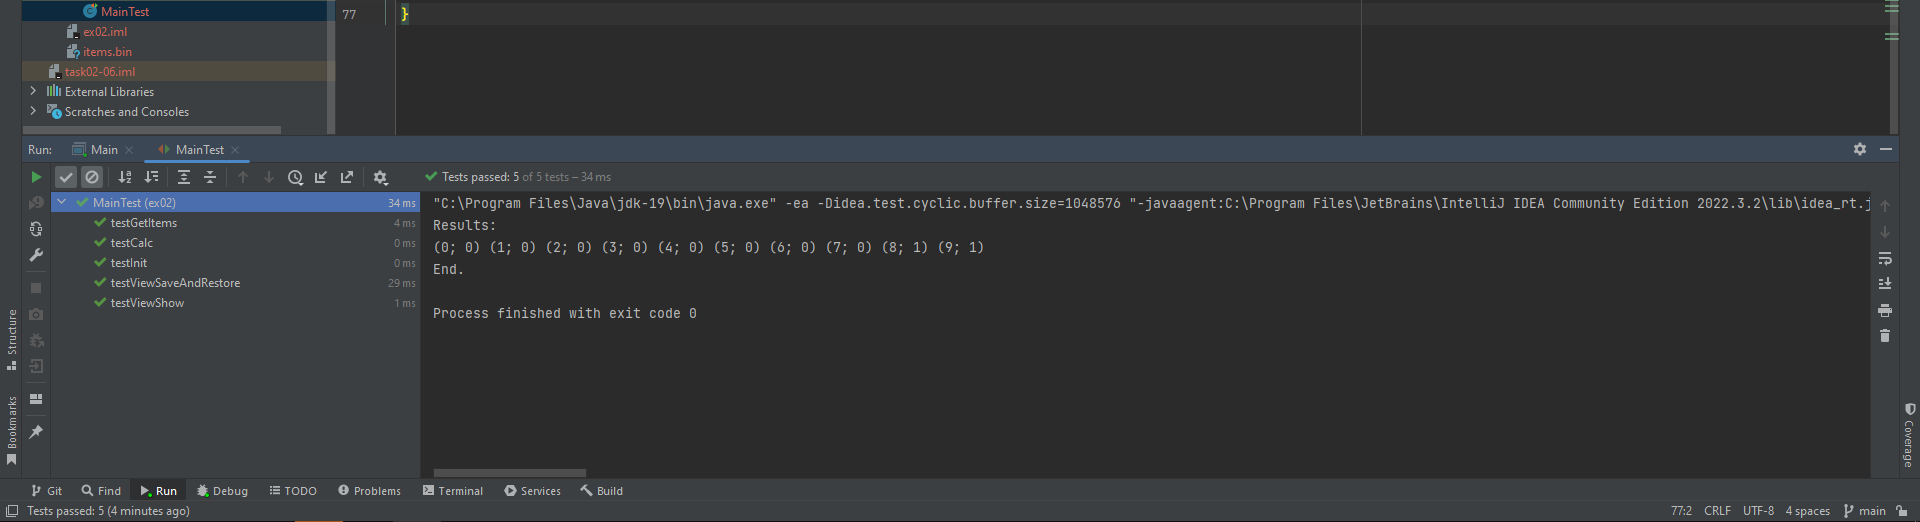 MainTest
77 }
ex02.iml
items.bin
task02-06.iml
External Libraries
Scratches and Consoles
Run: Main MainTest
Tests passed: 5 of 5 tests – 34 ms
MainTest (ex02) 34 ms
testGetItems 4 ms
testCalc 0 ms
testInit 0 ms
testViewSaveAndRestore 29 ms
testViewShow 1 ms
"C:\Program Files\Java\jdk-19\bin\java.exe" -ea -Didea.test.cyclic.buffer.size=1048576 "-javaagent:C:\Program Files\JetBrains\IntelliJ IDEA Community Edition 2022.3.2\lib\idea_rt.j
Results:
(0; 0) (1; 0) (2; 0) (3; 0) (4; 0) (5; 0) (6; 0) (7; 0) (8; 1) (9; 1)
End.
Process finished with exit code 0
Structure
Bookmarks
Coverage
Git Find Run Debug TODO Problems Terminal Services Build
Tests passed: 5 (4 minutes ago) 77:2 CRLF UTF-8 4 spaces main